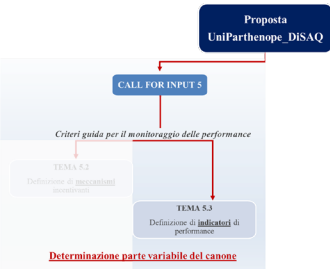 Proposta
UniParthenope_DiSAQ
CALL FOR INPUT 5
Criteri guida per il monitoraggio delle performance
TEMA 5.2
Definizione di meccanismi
incentivanti
TEMA 5.3
Definizione di indicatori di
performance
Determinazione parte variabile del canone